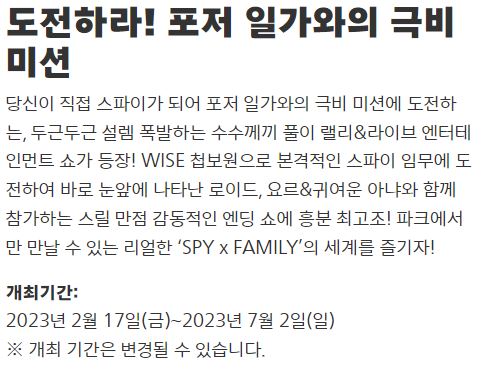 도전하라! 포저 일가와의 극비
미션
당신이 직접 스파이가 되어 포저 일가와의 극비 미션에 도전하
는, 두근두근 설렘 폭발하는 수수께끼 풀이 랠리&라이브 엔터테
인먼트 쇼가 등장! WISE 첩보원으로 본격적인 스파이 임무에 도
전하여 바로 눈앞에 나타난 로이드, 요르&귀여운 아냐와 함께
참가하는 스릴 만점 감동적인 엔딩 쇼에 흥분 최고조! 파크에서
만 만날 수 있는 리얼한 ‘SPY x FAMILY’의 세계를 즐기자!
개최기간:
2023년 2월 17일(금)~2023년 7월 2일(일)
※ 개최 기간은 변경될 수 있습니다.